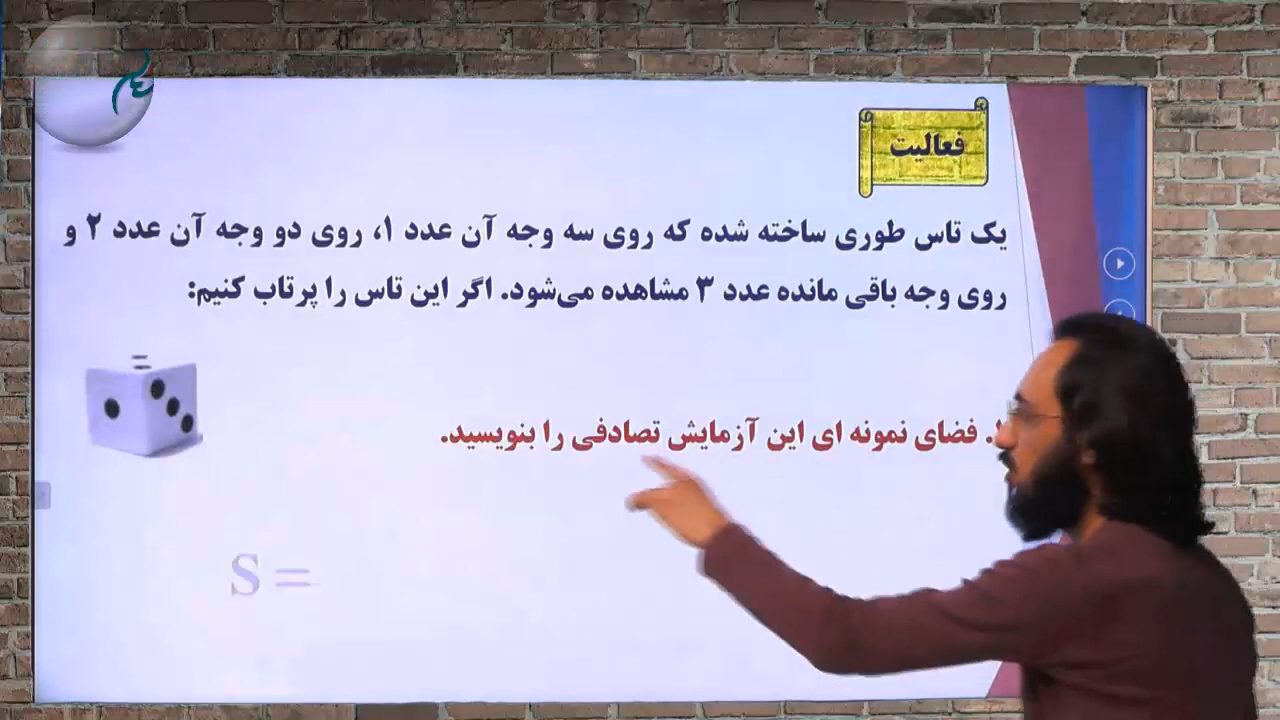 فعالیت
یک تاس طوری ساخته شده که روی سه وجه آن عدد ۱، روی دو وجه آن عدد ۲ و
روی وجه باقی مانده عدد ۳ مشاهده می‌شود. اگر این تاس را پرتاب کنیم:
فضای نمونه ای این آزمایش تصادفی را بنویسید.
S =